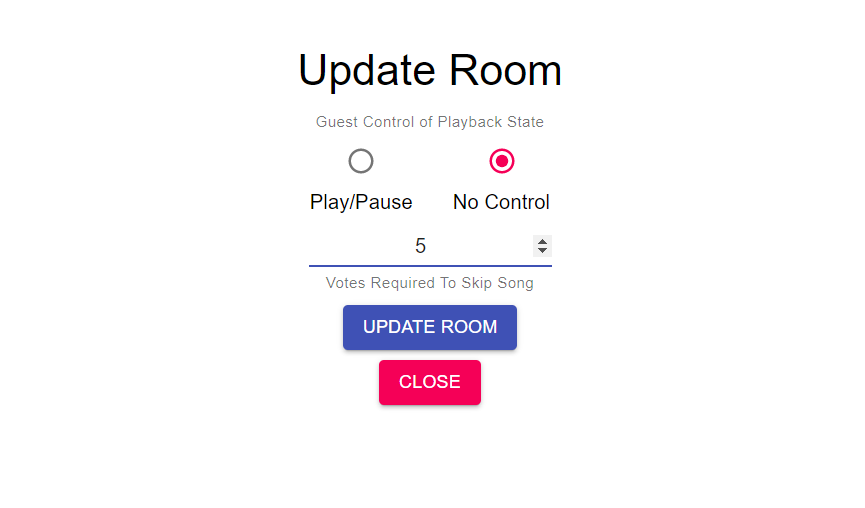 Update Room
Guest Control of Playback State
Play/Pause No Control
5
Votes Required To Skip Song
UPDATE ROOM
CLOSE